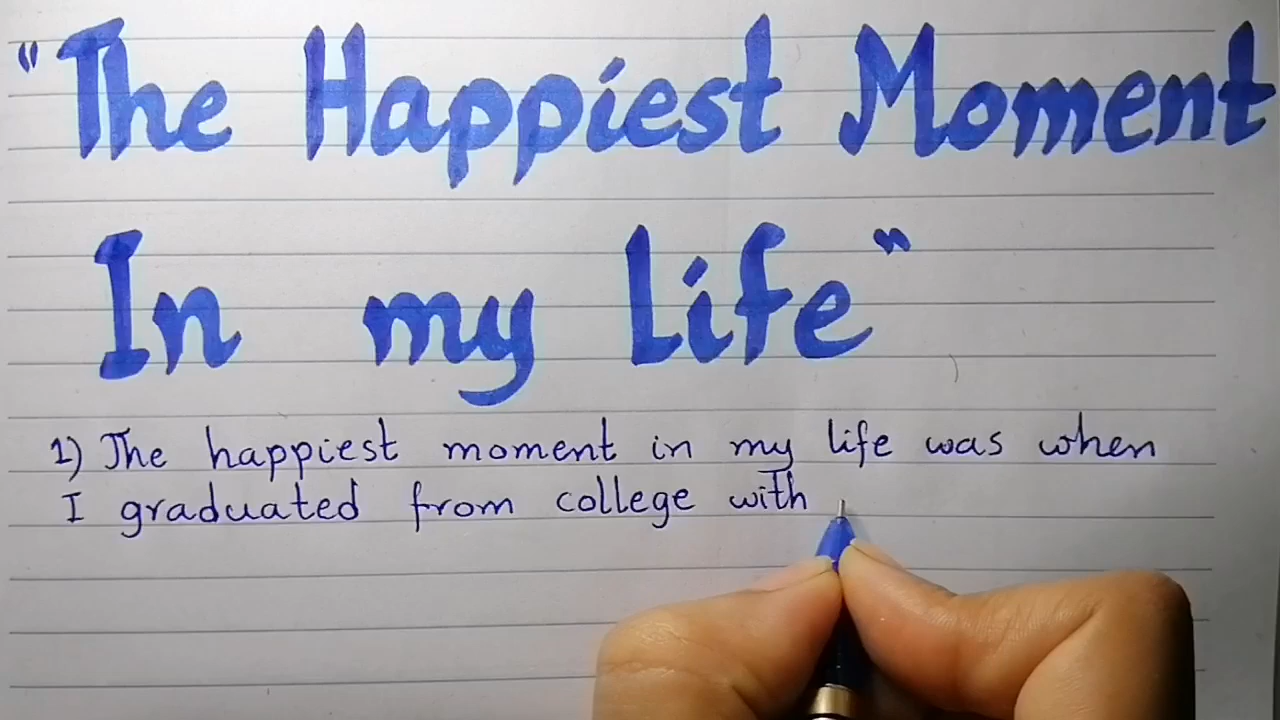 "The Happiest Moment
In my Life"
1) The happiest moment in my life was when
I graduated from college with